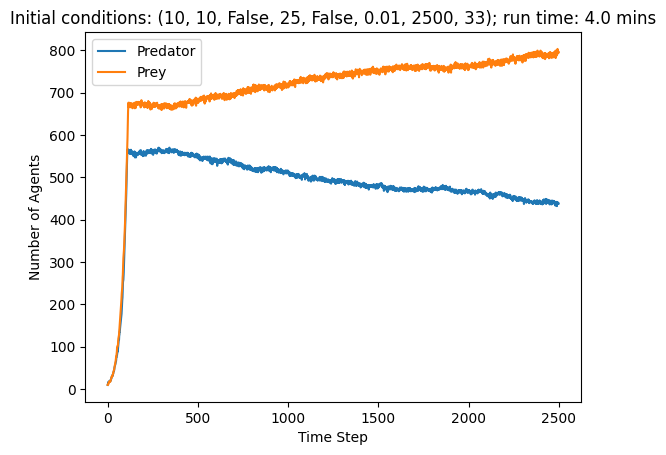 Initial conditions: (10, 10, False, 25, False, 0.01, 2500, 33); run time: 4.0 mins
Predator
Prey
800
700
600
500
400
300
200
100
0
Number of Agents
0 500 1000 1500 2000 2500
Time Step